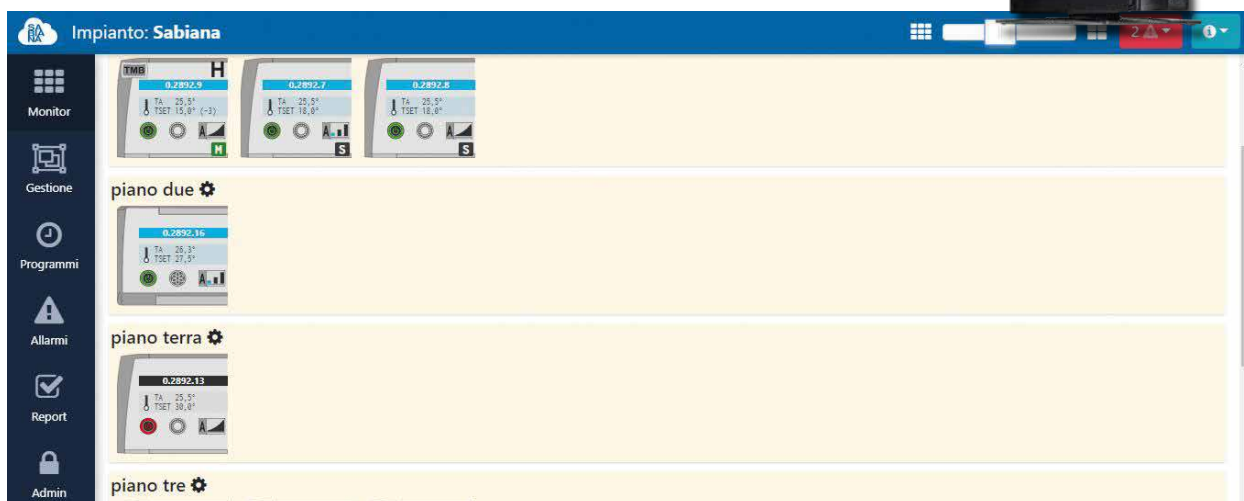 SABIANA
Impianto: Sabiana
2
Monitor
TMB H
0.2892.9
TA 25,5°
TSET 15,0° (-3)
A
M
0.2892.7
TA 25,5°
TSET 18,0°
A
S
0.2892.8
TA 25,5°
TSET 18,0°
A
S
Gestione
piano due
0.2892.16
TA 26,3°
TSET 27,5°
A
Programmi
Allarmi
piano terra
0.2892.13
TA 25,5°
TSET 30,0°
A
Report
Admin
piano tre